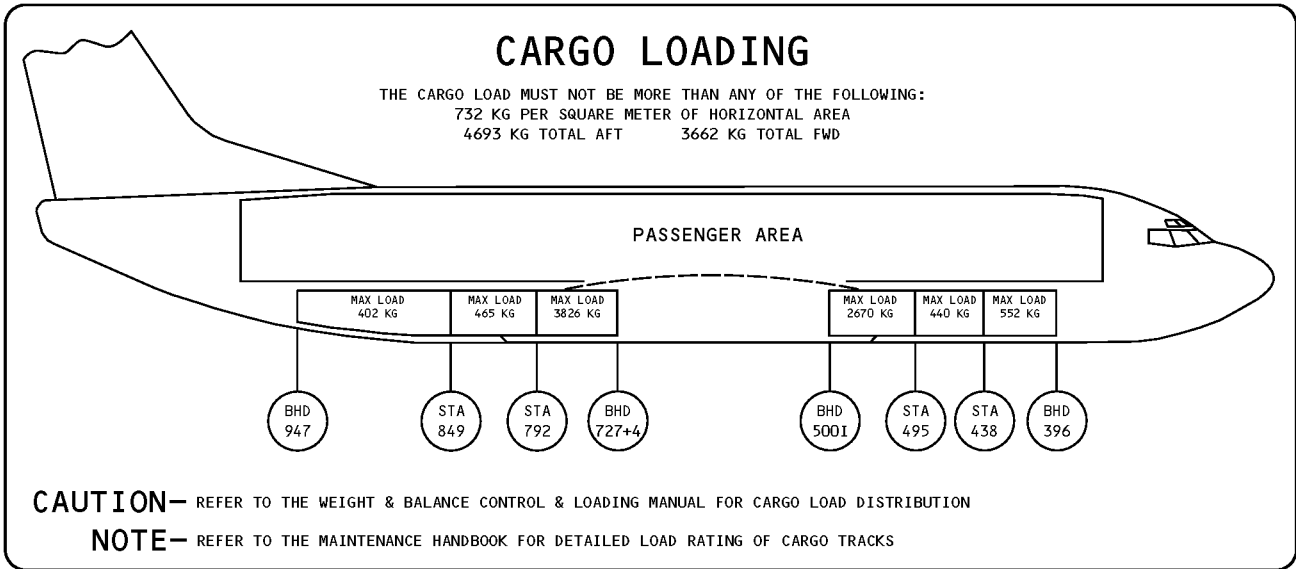 CARGO LOADING
THE CARGO LOAD MUST NOT BE MORE THAN ANY OF THE FOLLOWING:
732 KG PER SQUARE METER OF HORIZONTAL AREA
4693 KG TOTAL AFT 3662 KG TOTAL FWD
PASSENGER AREA
MAX LOAD
402 KG
MAX LOAD
465 KG
MAX LOAD
3826 KG
MAX LOAD
2670 KG
MAX LOAD
440 KG
MAX LOAD
552 KG
BHD
947
STA
849
STA
792
BHD
727+4
BHD
500I
STA
495
STA
438
BHD
396
CAUTION— REFER TO THE WEIGHT & BALANCE CONTROL & LOADING MANUAL FOR CARGO LOAD DISTRIBUTION
NOTE— REFER TO THE MAINTENANCE HANDBOOK FOR DETAILED LOAD RATING OF CARGO TRACKS